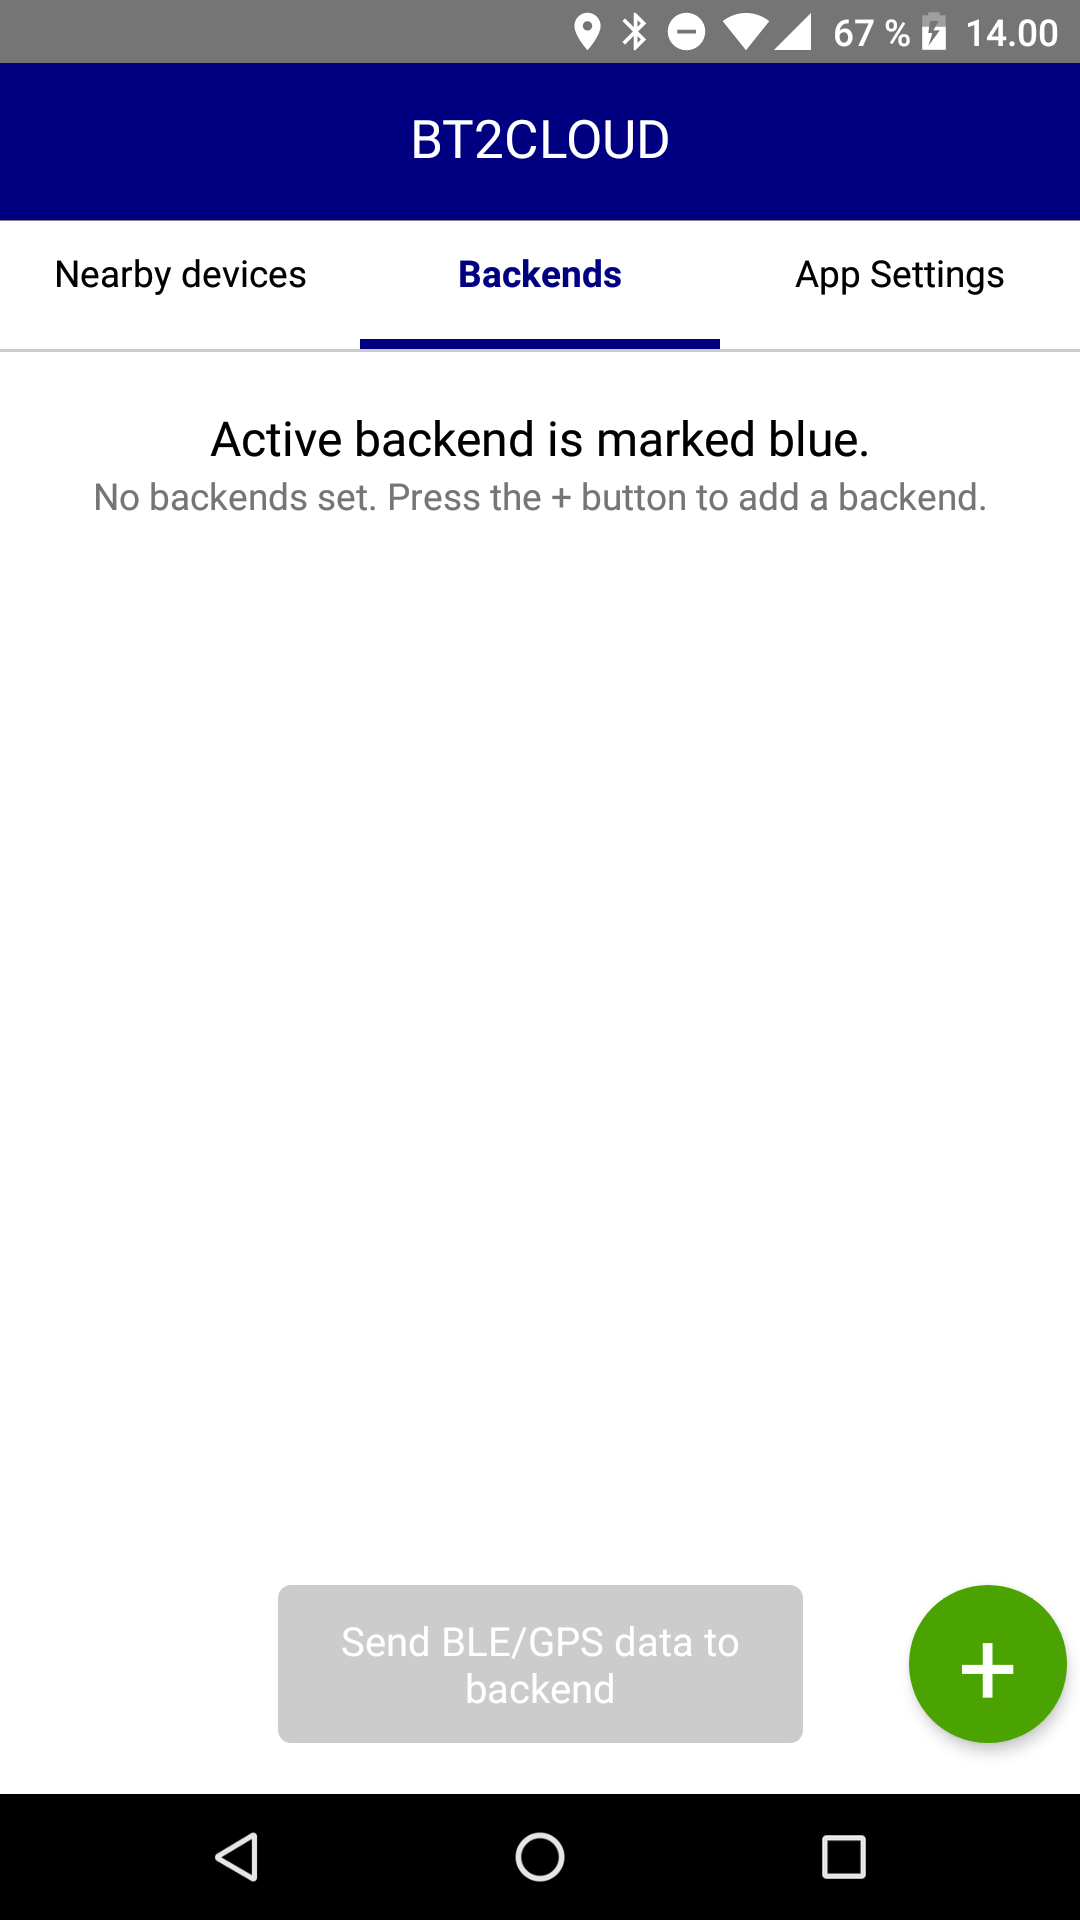 67 % 14.00
BT2CLOUD
Nearby devices Backends App Settings
Active backend is marked blue.
No backends set. Press the + button to add a backend.
Send BLE/GPS data to
backend
+